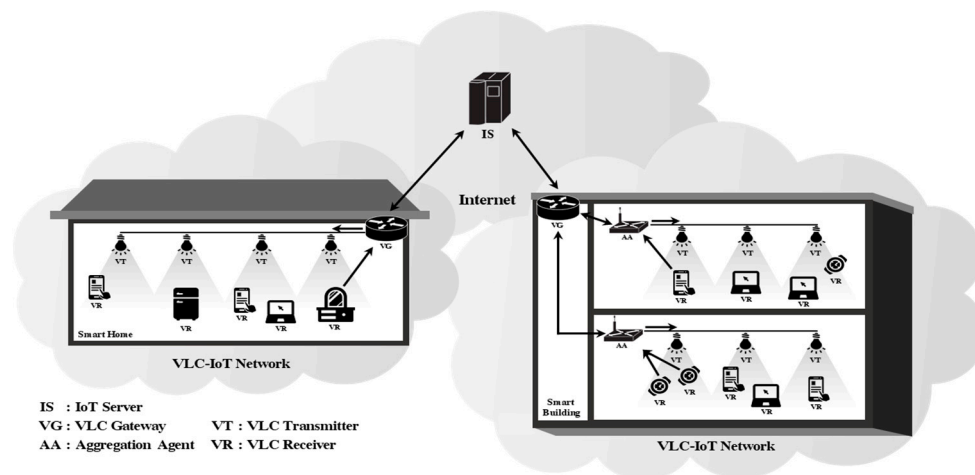 IS
Internet
VG
VT VT VT VT
VR
VR
VR
VR
VR
Smart Home
VLC-IoT Network
VG
AA
VT VT VT
VR
VR
VR
VR
AA
VT VT VT
VR
VR
VR
VR
VR
Smart
Building
VLC-IoT Network
IS : IoT Server
VG : VLC Gateway VT : VLC Transmitter
AA : Aggregation Agent VR : VLC Receiver